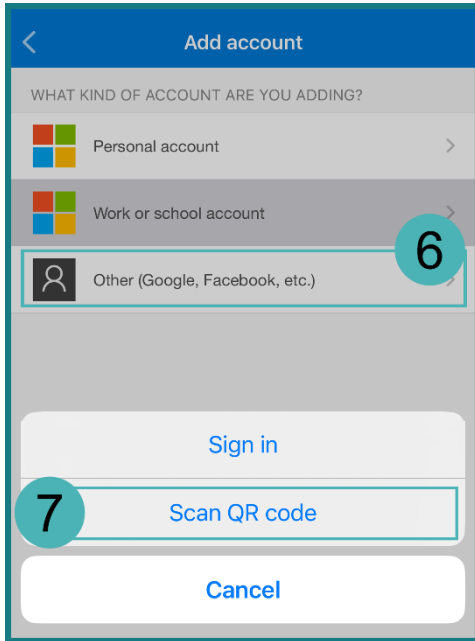 Add account
WHAT KIND OF ACCOUNT ARE YOU ADDING?
Personal account
Work or school account
6
Other (Google, Facebook, etc.)
Sign in
7
Scan QR code
Cancel